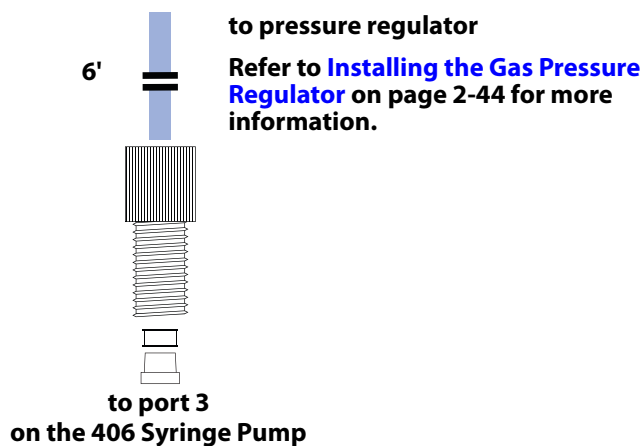 to pressure regulator
6'
Refer to Installing the Gas Pressure
Regulator on page 2-44 for more
information.
to port 3
on the 406 Syringe Pump